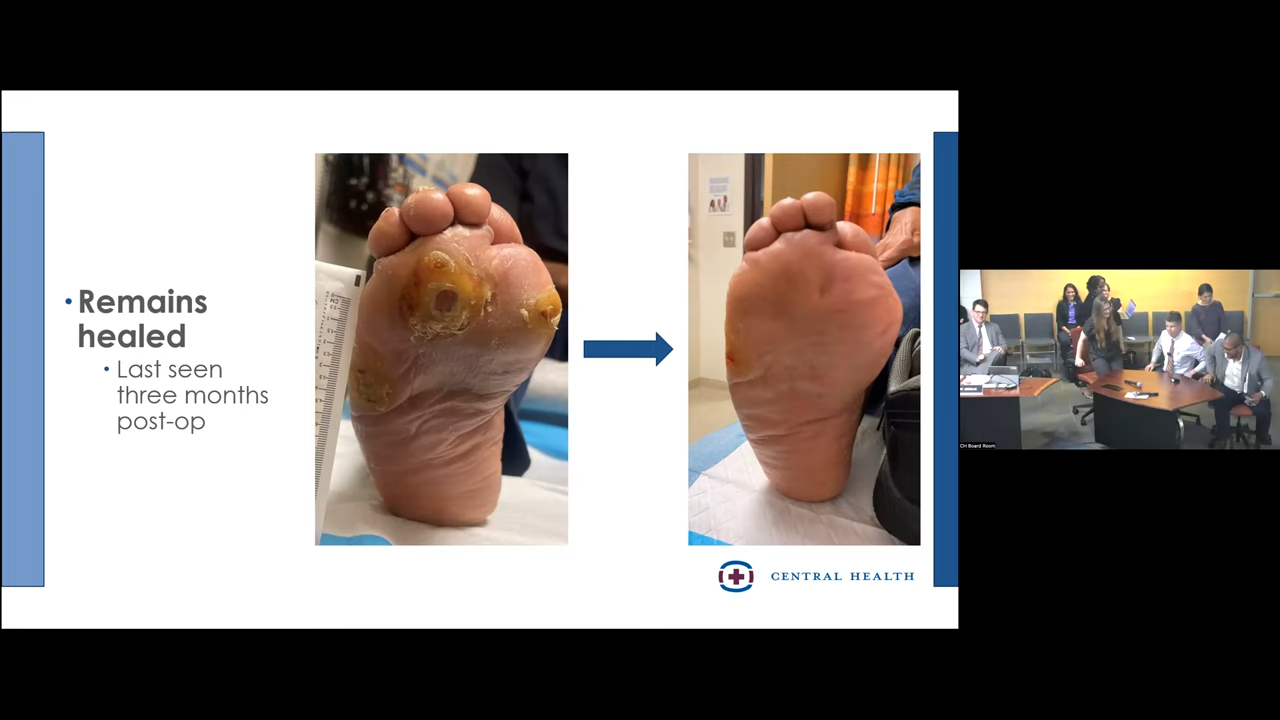 Remains
healed
Last seen
three months
post-op
CENTRAL HEALTH
CH Board Room